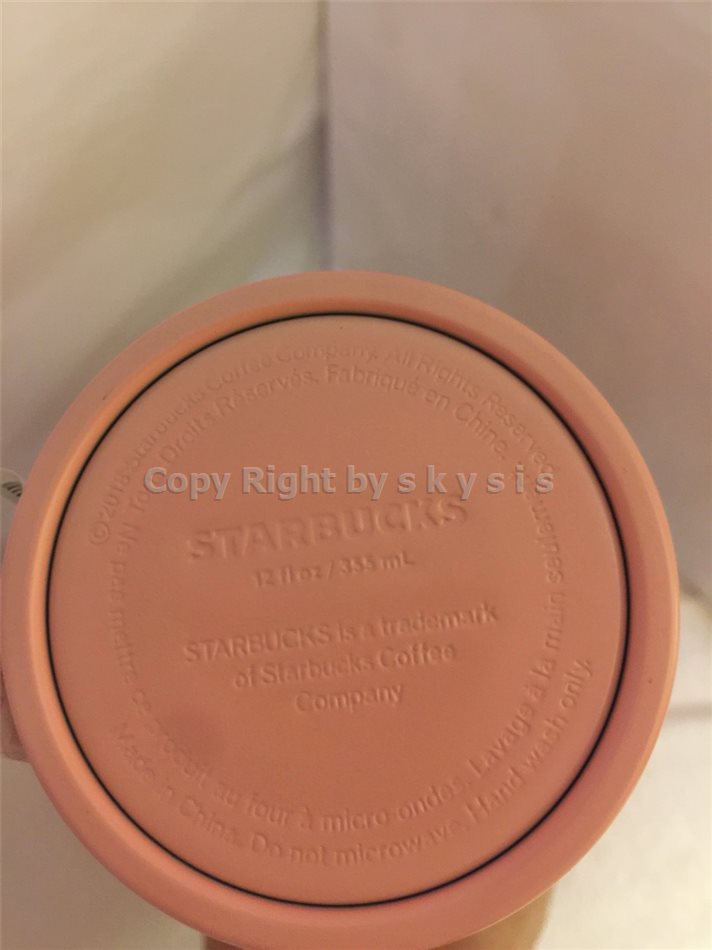 ©2018 Starbucks Coffee Company. All Rights Reserved.
Made in China. Do not microwave. Hand wash only.
Tous Droits Réservés. Fabriqué en Chine.
Ne pas mettre ce produit au four à micro-ondes. Lavage à la main seulement.
Copy Right by s k y s i s
STARBUCKS
12 fl oz / 355 mL
STARBUCKS is a trademark
of Starbucks Coffee
Company